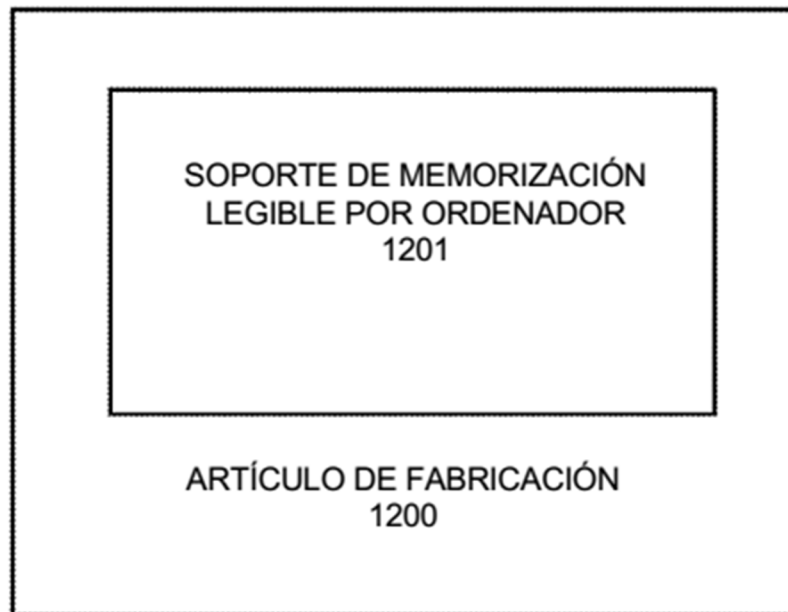 SOPORTE DE MEMORIZACIÓN
LEGIBLE POR ORDENADOR
1201
ARTÍCULO DE FABRICACIÓN
1200